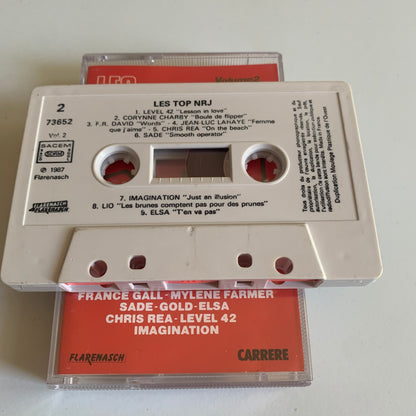 LES
Volume 2
2
73652
Vol. 2
SACEM
SDRM
℗ 1987
Flarenasch
FLARENASCH
LES TOP NRJ
1. LEVEL 42 "Lesson in love"
2. CORYNNE CHARBY "Boule de flipper"
3. F.R. DAVID "Words" - 4. JEAN-LUC LAHAYE "Femme
que j'aime" - 5. CHRIS REA "On the beach"
6. SADE "Smooth operator"
7. IMAGINATION "Just an illusion"
8. LIO "Les brunes comptent pas pour des prunes"
9. ELSA "T'en va pas"
Duplication Moulage Plastique de l'Ouest
FRANCE GALL - MYLENE FARMER
SADE - GOLD - ELSA
CHRIS REA - LEVEL 42
IMAGINATION
FLARENASCH
CARRERE